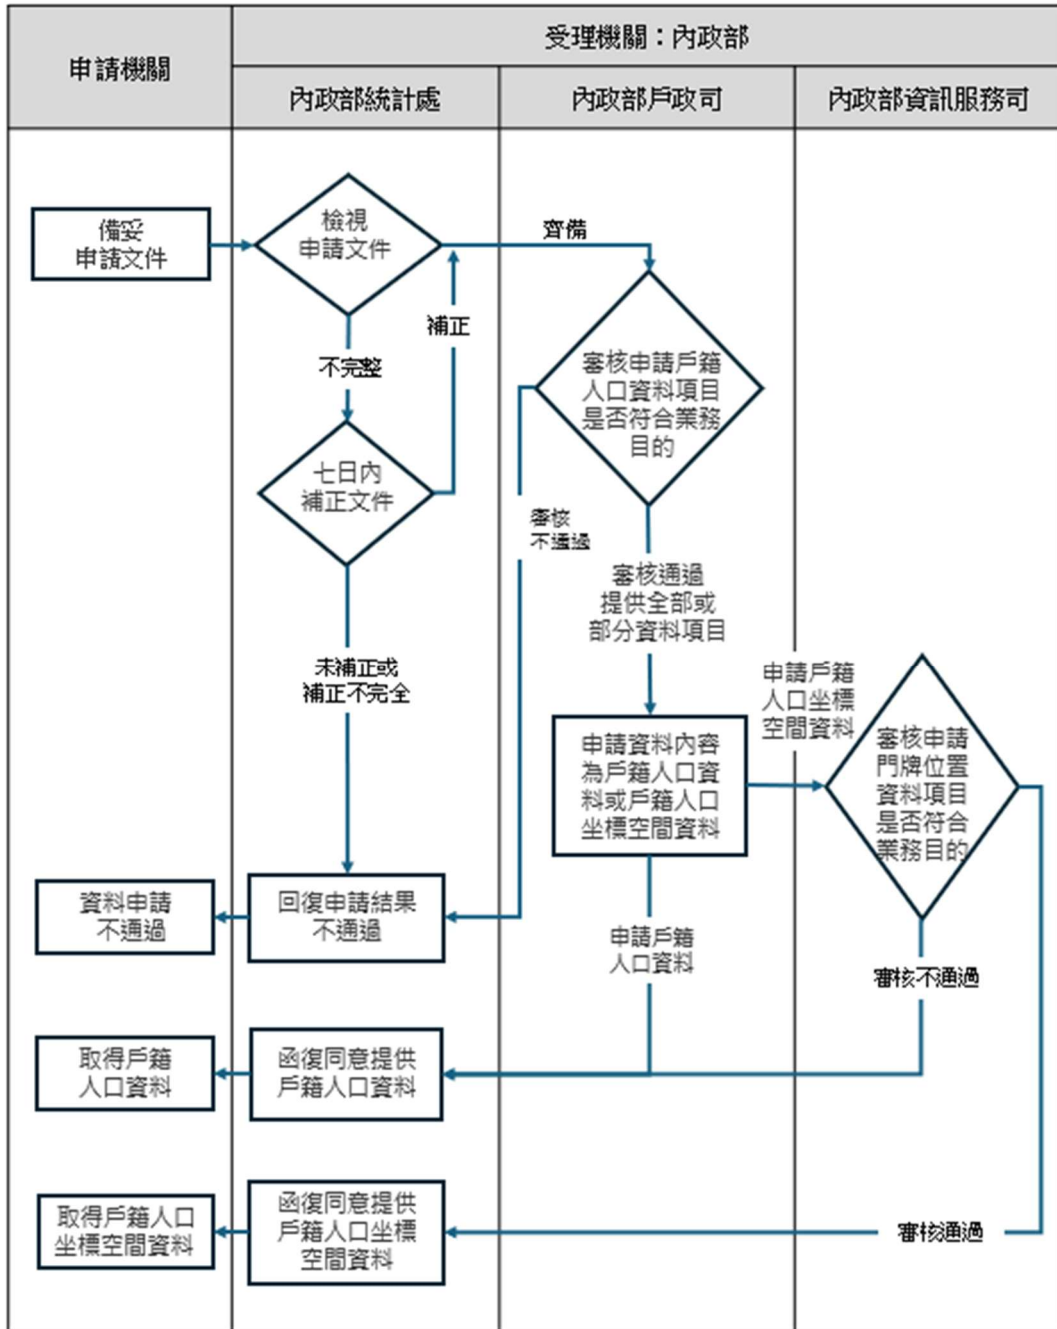 申請機關
受理機關：內政部
內政部統計處
內政部戶政司
內政部資訊服務司
備妥
申請文件
檢視
申請文件
齊備
補正
不完整
審核申請戶籍
人口資料項目
是否符合業務
目的
七日內
補正文件
審核
不通過
審核通過
提供全部或
部分資料項目
未補正或
補正不完全
申請戶籍
人口坐標
空間資料
申請資料內容
為戶籍人口資
料或戶籍人口
坐標空間資料
審核申請
門牌位置
資料項目
是否符合
業務目的
資料申請
不通過
回復申請結果
不通過
申請戶籍
人口資料
審核不通過
取得戶籍
人口資料
函復同意提供
戶籍人口資料
取得戶籍人口
坐標空間資料
函復同意提供
戶籍人口坐標
空間資料
審核通過